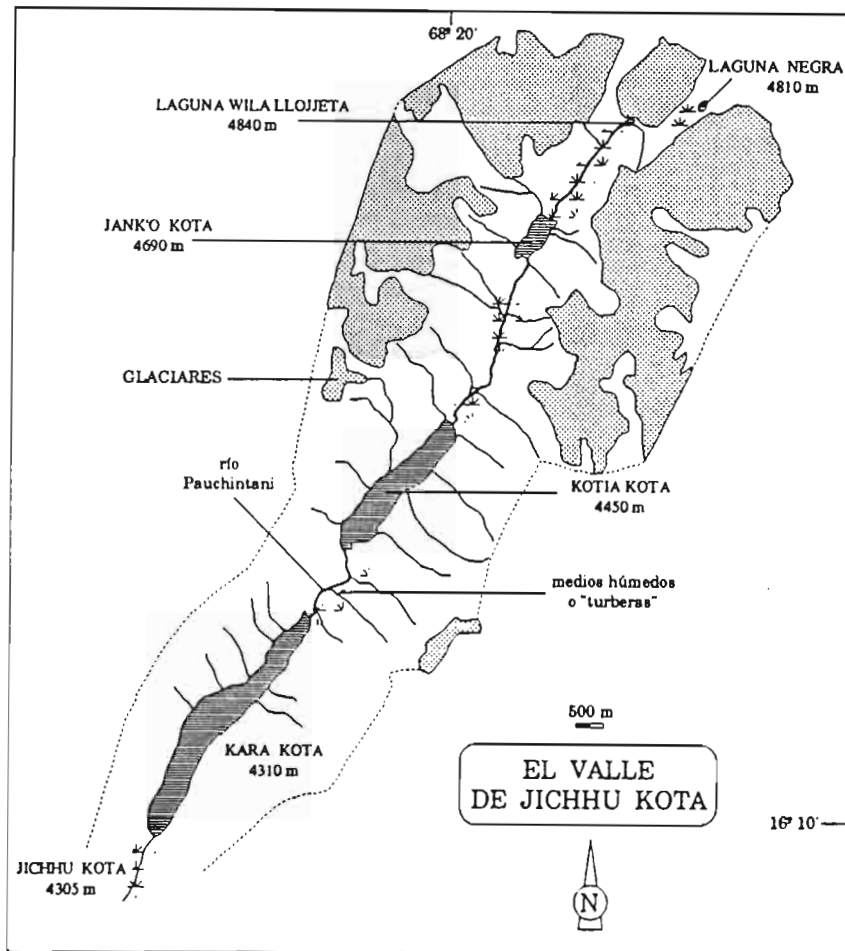 68° 20'
LAGUNA NEGRA
4810 m
LAGUNA WILA LLOJJETA
4840 m
JANK'O KOTA
4690 m
GLACIARES
río
Pauchintani
KOTIA KOTA
4450 m
medios húmedos
o "turberas"
500 m
KARA KOTA
4310 m
EL VALLE
DE JICHHU KOTA
16° 10'
JICHHU KOTA
4305 m
N